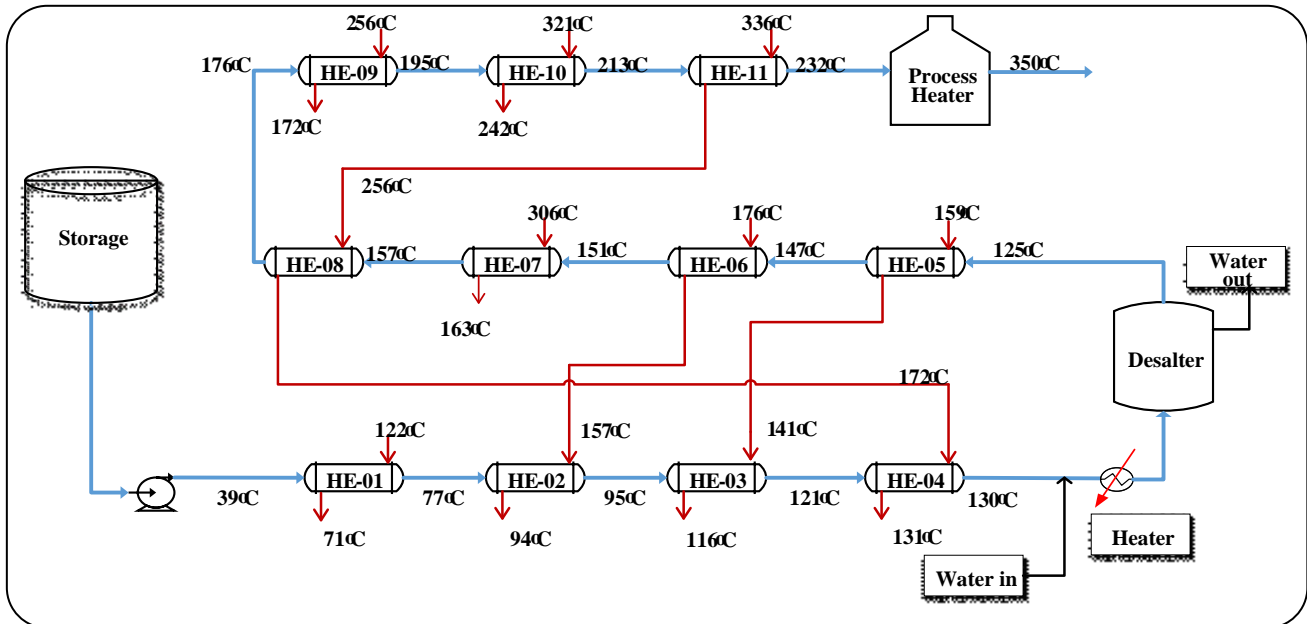 256°C
321°C
336°C
176°C
HE-09
195°C
HE-10
213°C
HE-11
232°C
Process
Heater
350°C
172°C
242°C
256°C
Storage
306°C
176°C
159°C
HE-08
157°C
HE-07
151°C
HE-06
147°C
HE-05
125°C
Water
out
163°C
Desalter
172°C
122°C
157°C
141°C
39°C
HE-01
77°C
HE-02
95°C
HE-03
121°C
HE-04
130°C
71°C
94°C
116°C
131°C
Heater
Water in